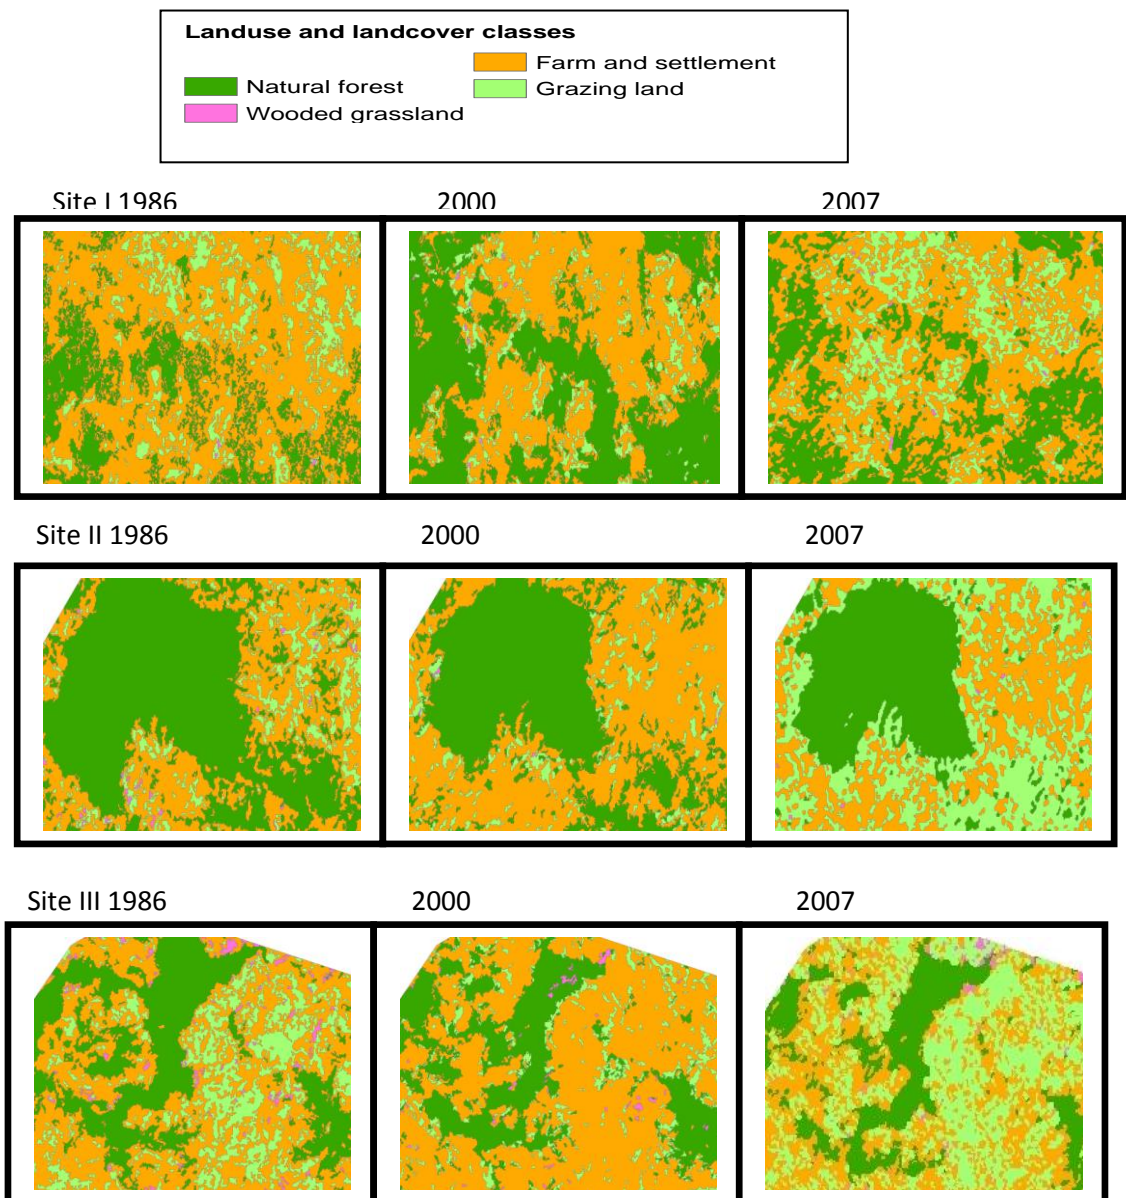 Landuse and landcover classes
Farm and settlement
Natural forest
Grazing land
Wooded grassland
Site I 1986 2000 2007
Site II 1986 2000 2007
Site III 1986 2000 2007